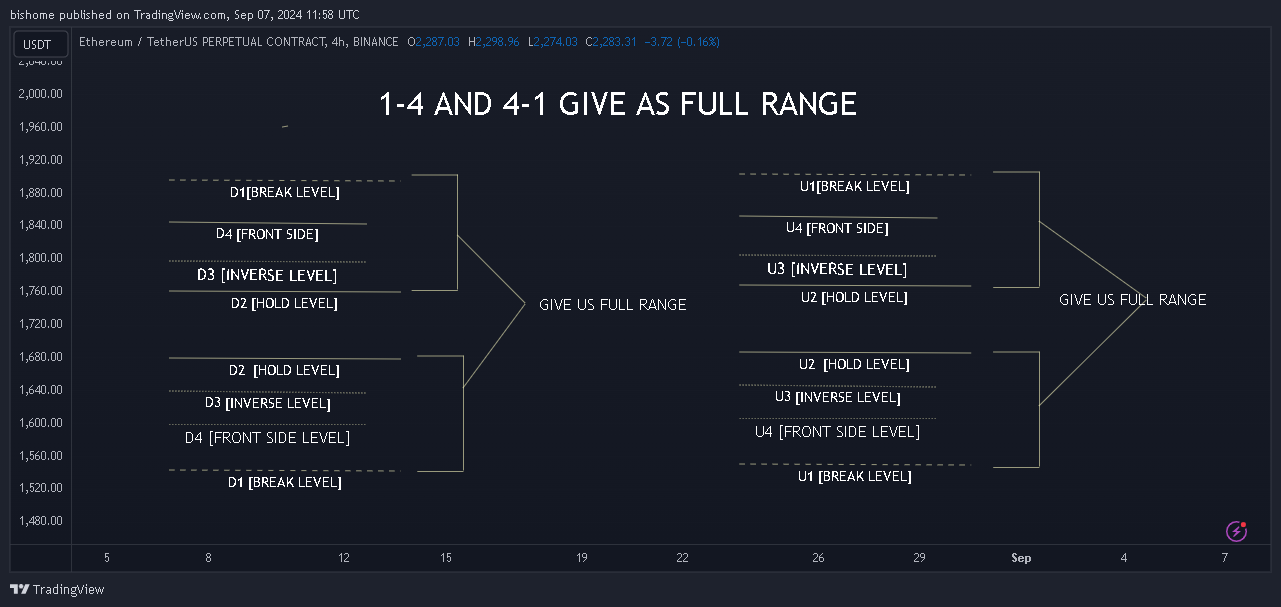 bishome published on TradingView.com, Sep 07, 2024 11:58 UTC
USDT
Ethereum / TetherUS PERPETUAL CONTRACT, 4h, BINANCE O2,287.03 H2,298.96 L2,274.03 C2,283.31 −3.72 (−0.16%)
2,040.00
2,000.00
1-4 AND 4-1 GIVE AS FULL RANGE
1,960.00
1,920.00
1,880.00
D1[BREAK LEVEL]
U1[BREAK LEVEL]
1,840.00
D4 [FRONT SIDE]
U4 [FRONT SIDE]
1,800.00
D3 [INVERSE LEVEL]
U3 [INVERSE LEVEL]
1,760.00
D2 [HOLD LEVEL]
U2 [HOLD LEVEL]
GIVE US FULL RANGE
GIVE US FULL RANGE
1,720.00
1,680.00
D2 [HOLD LEVEL]
U2 [HOLD LEVEL]
1,640.00
D3 [INVERSE LEVEL]
U3 [INVERSE LEVEL]
1,600.00
D4 [FRONT SIDE LEVEL]
U4 [FRONT SIDE LEVEL]
1,560.00
D1 [BREAK LEVEL]
U1 [BREAK LEVEL]
1,520.00
1,480.00
5 8 12 15 19 22 26 29 Sep 4 7
TradingView